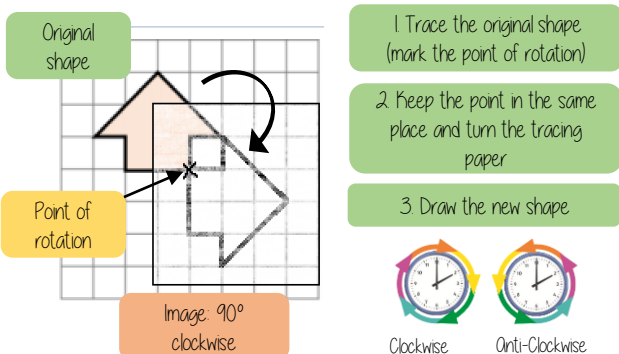 Original
shape
Point of
rotation
Image: 90°
clockwise
1. Trace the original shape
(mark the point of rotation)
2. Keep the point in the same
place and turn the tracing
paper
3. Draw the new shape
Clockwise
Anti-Clockwise